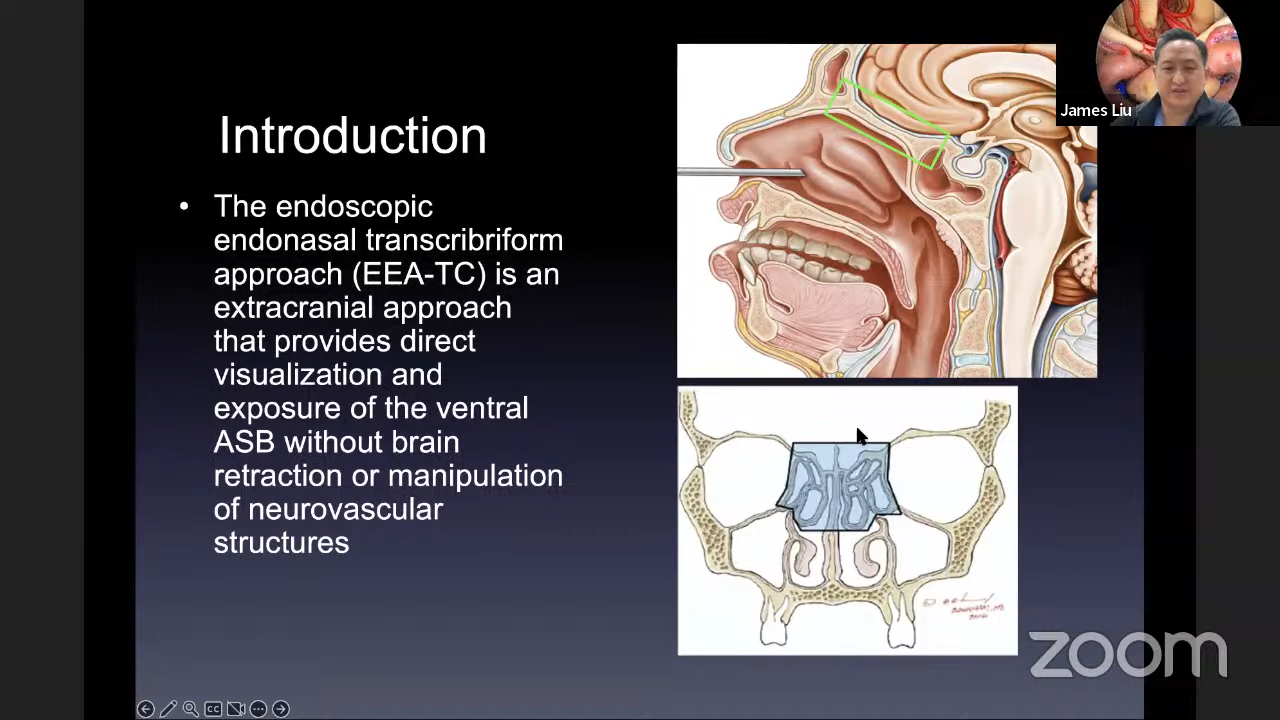 James Liu
Introduction
• The endoscopic
endonasal transcribriform
approach (EEA-TC) is an
extracranial approach
that provides direct
visualization and
exposure of the ventral
ASB without brain
retraction or manipulation
of neurovascular
structures
CC
zoom